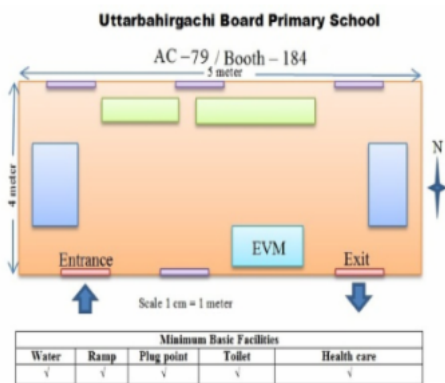 Uttarbahirgachi Board Primary School
AC –79 / Booth – 184
5 meter
4 meter
N
Entrance
EVM
Exit
Scale 1 cm = 1 meter
Minimum Basic Facilities
Water Ramp Plug point Toilet Health care
√ √ √ √ √